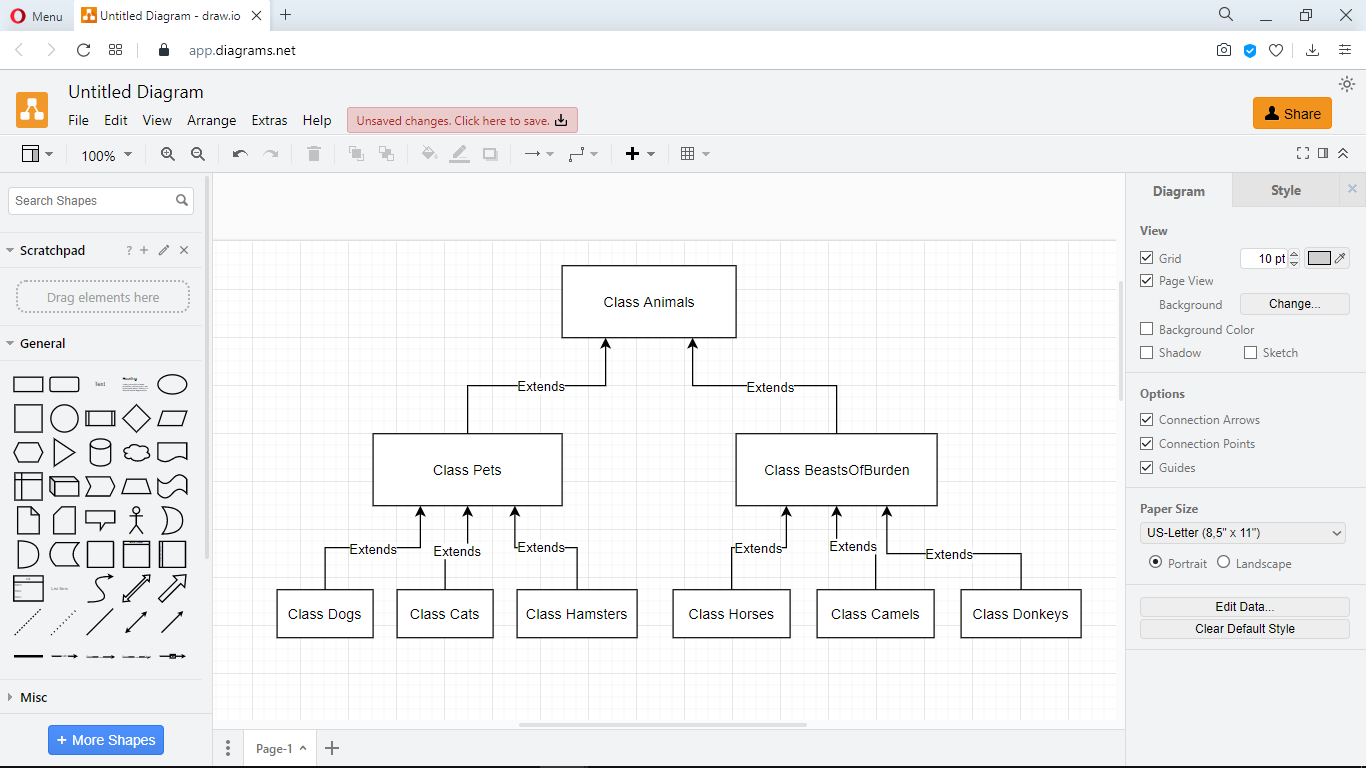 Menu
Untitled Diagram - draw.io
app.diagrams.net
Untitled Diagram
File Edit View Arrange Extras Help
Unsaved changes. Click here to save.
Share
100%
Search Shapes
Scratchpad
?
Drag elements here
General
Text
Heading
List Item
Misc
+ More Shapes
Class Animals
Extends
Extends
Class Pets
Class BeastsOfBurden
Extends
Extends
Extends
Extends
Extends
Extends
Class Dogs
Class Cats
Class Hamsters
Class Horses
Class Camels
Class Donkeys
Page-1
Diagram
Style
View
Grid
10 pt
Page View
Background
Change...
Background Color
Shadow
Sketch
Options
Connection Arrows
Connection Points
Guides
Paper Size
US-Letter (8,5" x 11")
Portrait
Landscape
Edit Data...
Clear Default Style